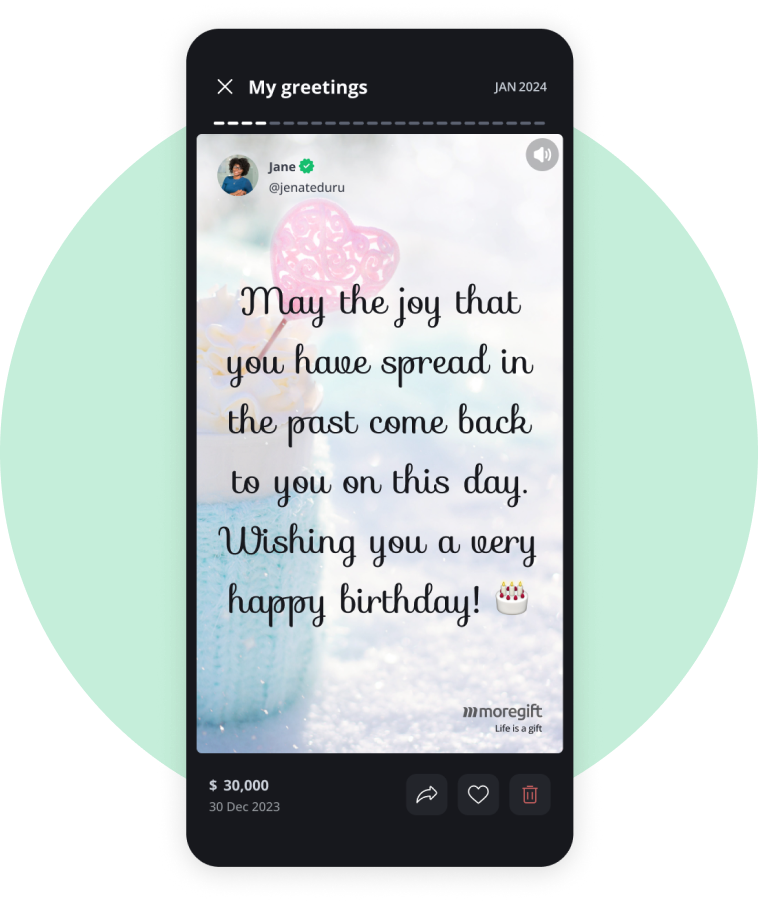 My greetings
JAN 2024
Jane
@jenateduru
May the joy that
you have spread in
the past come back
to you on this day.
Wishing you a very
happy birthday! 🎂
moregift
Life is a gift
$ 30,000
30 Dec 2023